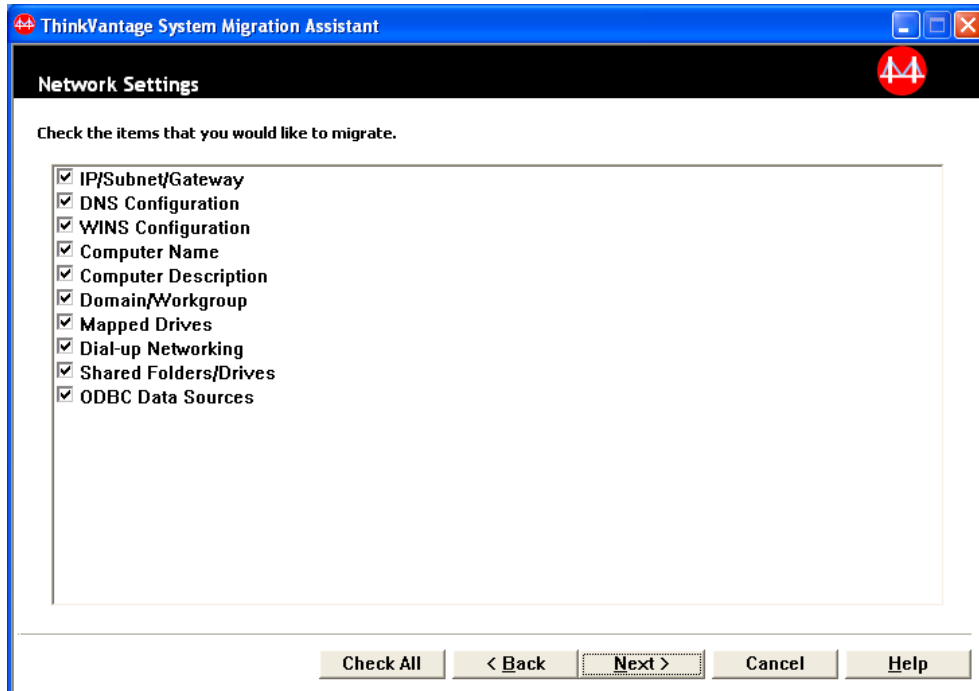 ThinkVantage System Migration Assistant
Network Settings
Check the items that you would like to migrate.
IP/Subnet/Gateway
DNS Configuration
WINS Configuration
Computer Name
Computer Description
Domain/Workgroup
Mapped Drives
Dial-up Networking
Shared Folders/Drives
ODBC Data Sources
Check All < Back Next > Cancel Help